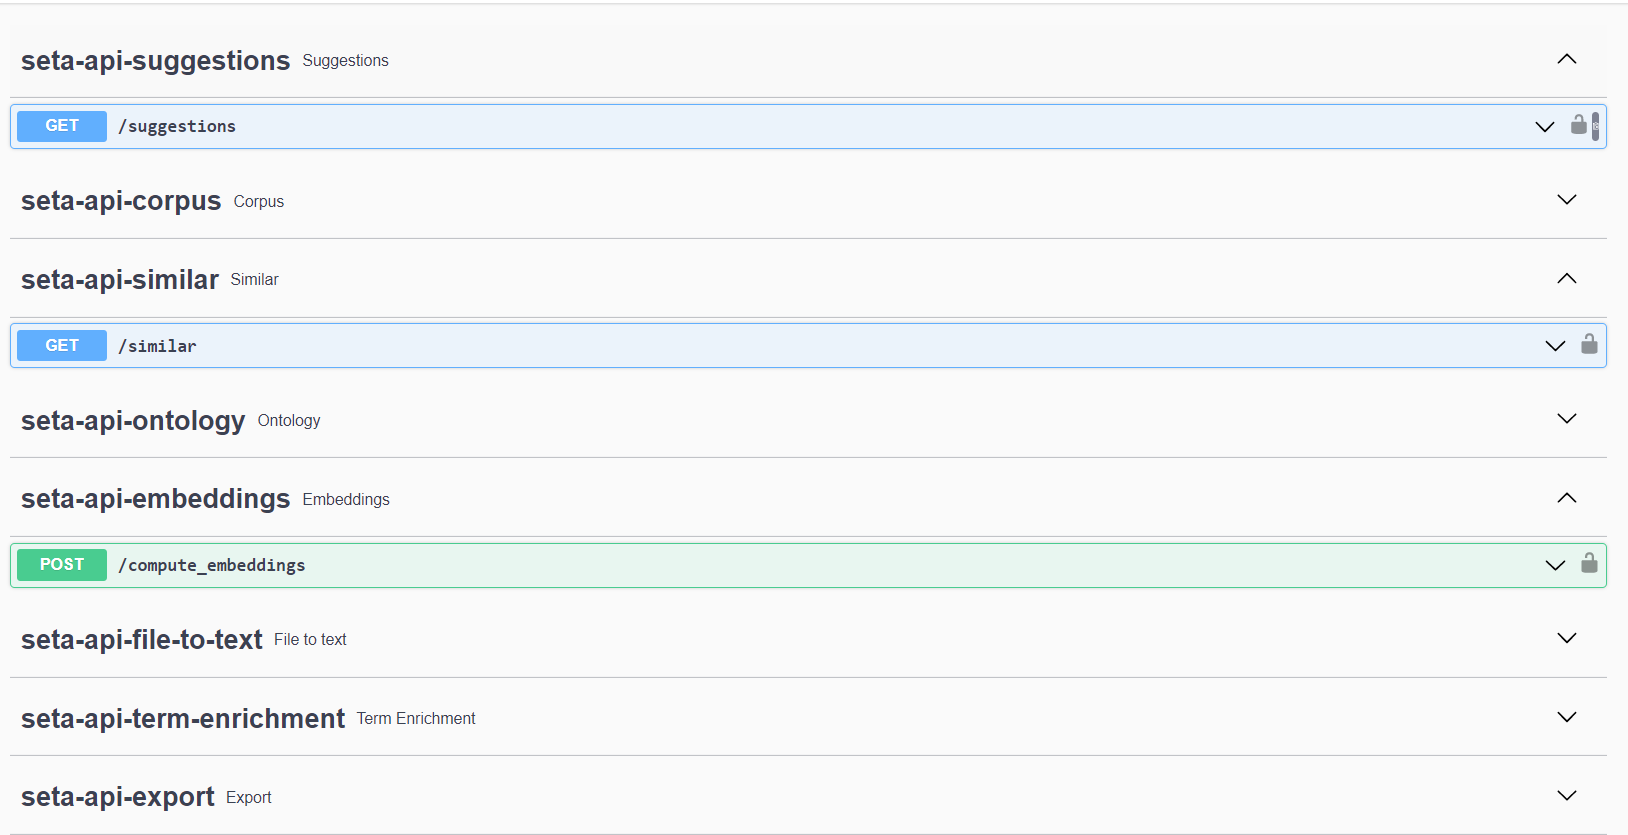 seta-api-suggestions Suggestions
GET /suggestions
seta-api-corpus Corpus
seta-api-similar Similar
GET /similar
seta-api-ontology Ontology
seta-api-embeddings Embeddings
POST /compute_embeddings
seta-api-file-to-text File to text
seta-api-term-enrichment Term Enrichment
seta-api-export Export